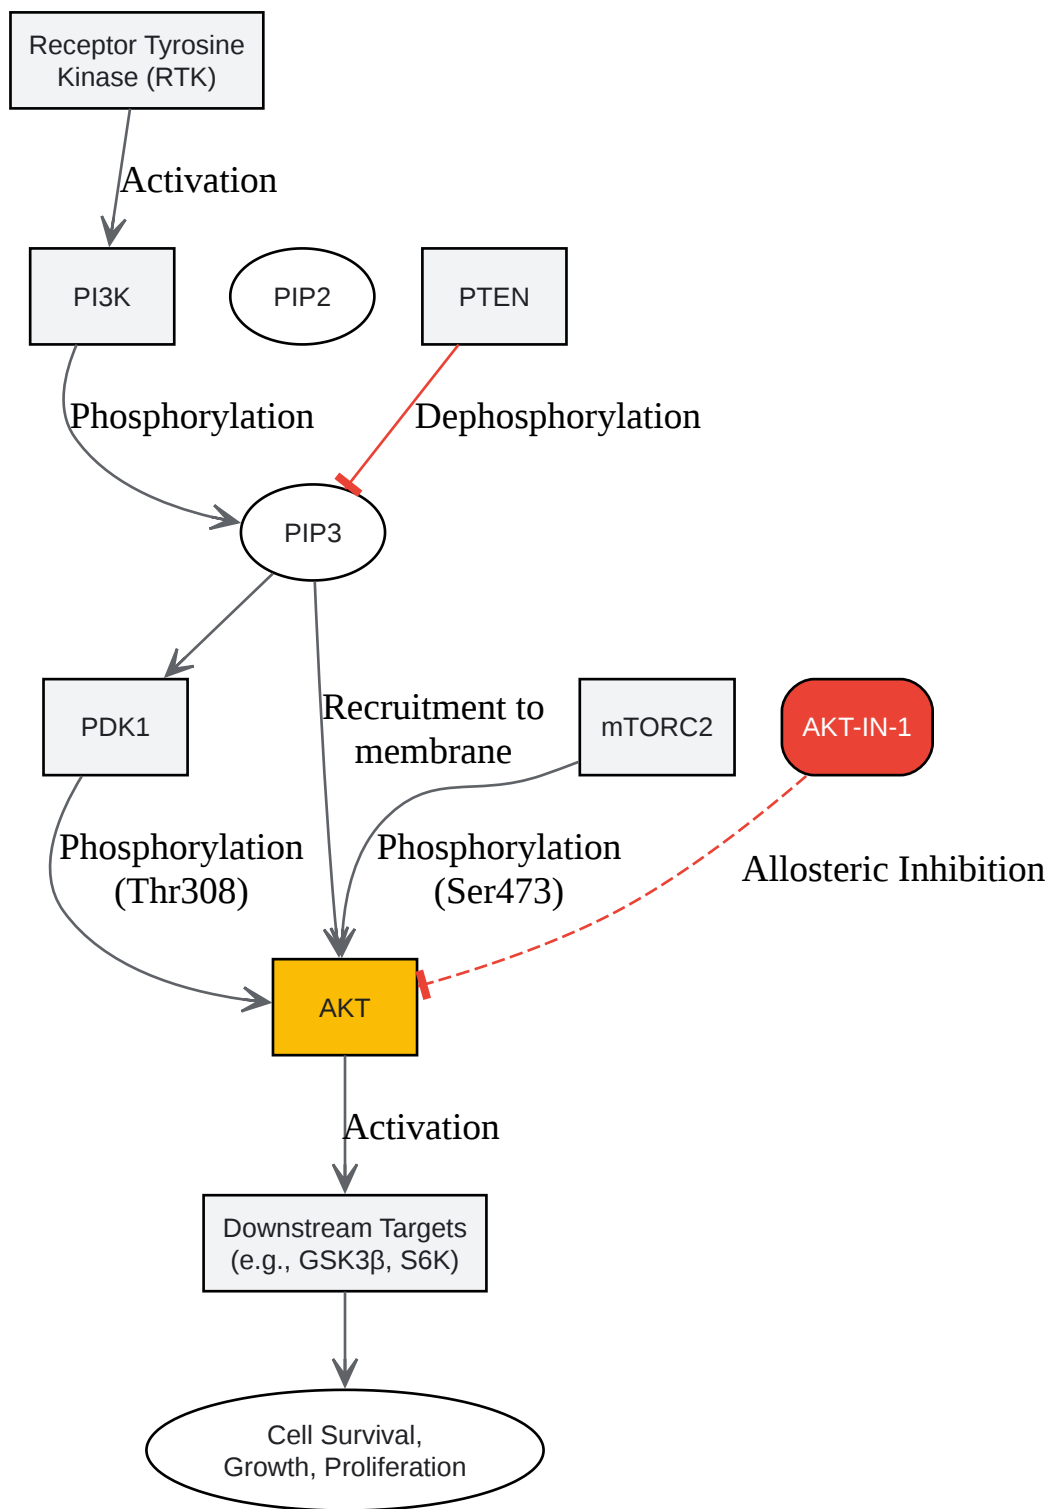 Receptor Tyrosine
Kinase (RTK)
Activation
PI3K
PIP2
PTEN
Phosphorylation
Dephosphorylation
PIP3
Recruitment to
membrane
PDK1
mTORC2
AKT-IN-1
Phosphorylation
(Thr308)
Phosphorylation
(Ser473)
Allosteric Inhibition
AKT
Activation
Downstream Targets
(e.g., GSK3β, S6K)
Cell Survival,
Growth, Proliferation